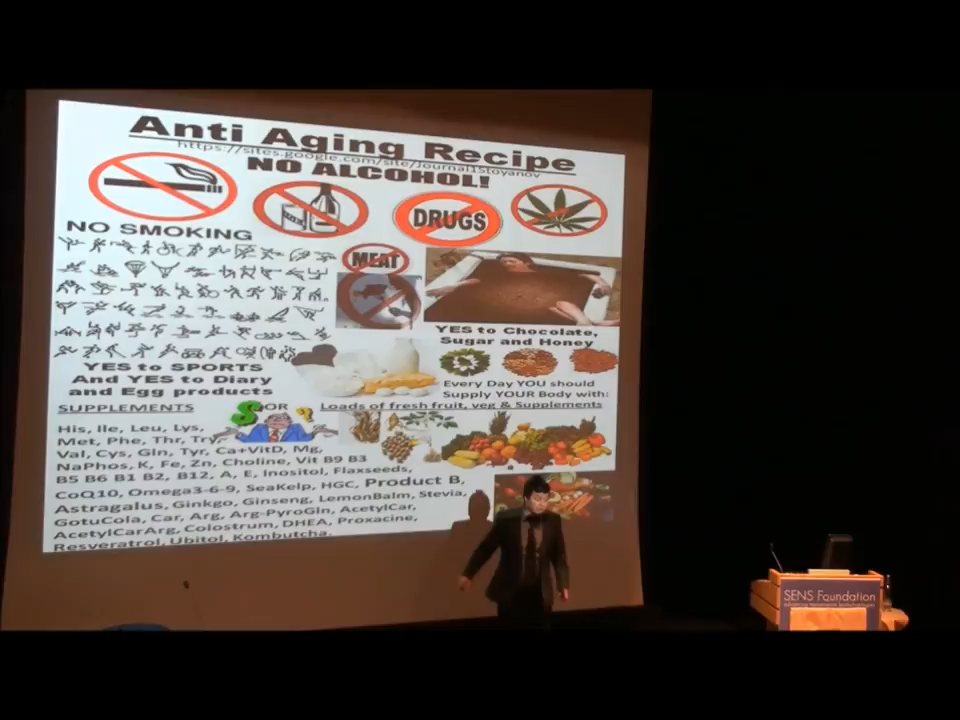 Anti Aging Recipe
https://sites.google.com/site/Journal1Stoyanov
NO ALCOHOL!
DRUGS
NO SMOKING
MEAT
YES to Chocolate,
Sugar and Honey
YES to SPORTS
And YES to Diary
and Egg products
Every Day YOU should
Supply YOUR Body with:
Loads of fresh fruit, veg & Supplements
SUPPLEMENTS
$ OR ?
His, Ile, Leu, Lys,
Met, Phe, Thr, Try,
Val, Cys, Gln, Tyr, Ca+VitD, Mg,
NaPhos, K, Fe, Zn, Choline, Vit B9 B3
B5 B6 B1 B2, B12, A, E, Inositol, Flaxseeds,
CoQ10, Omega3-6-9, SeaKelp, HGC, Product B,
Astragalus, Ginkgo, Ginseng, LemonBalm, Stevia,
GotuCola, Car, Arg, Arg-PyroGln, AcetylCar,
AcetylCarArg, Colostrum, DHEA, Proxacine,
Resveratrol, Ubitol, Kombutcha.
SENS Foundation